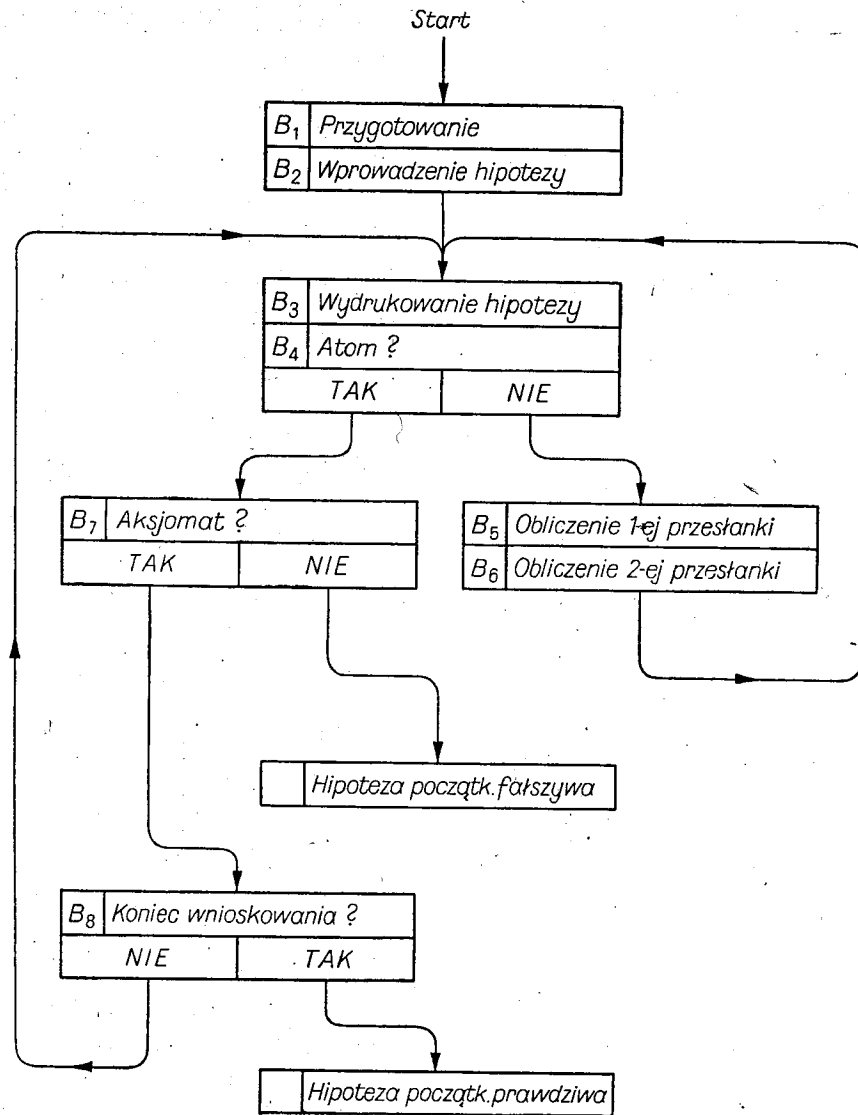 Start
B₁ Przygotowanie
B₂ Wprowadzenie hipotezy
B₃ Wydrukowanie hipotezy
B₄ Atom ?
TAK NIE
B₇ Aksjomat ?
TAK NIE
B₅ Obliczenie 1-ej przesłanki
B₆ Obliczenie 2-ej przesłanki
Hipoteza początk. fałszywa
B₈ Koniec wnioskowania ?
NIE TAK
Hipoteza początk. prawdziwa